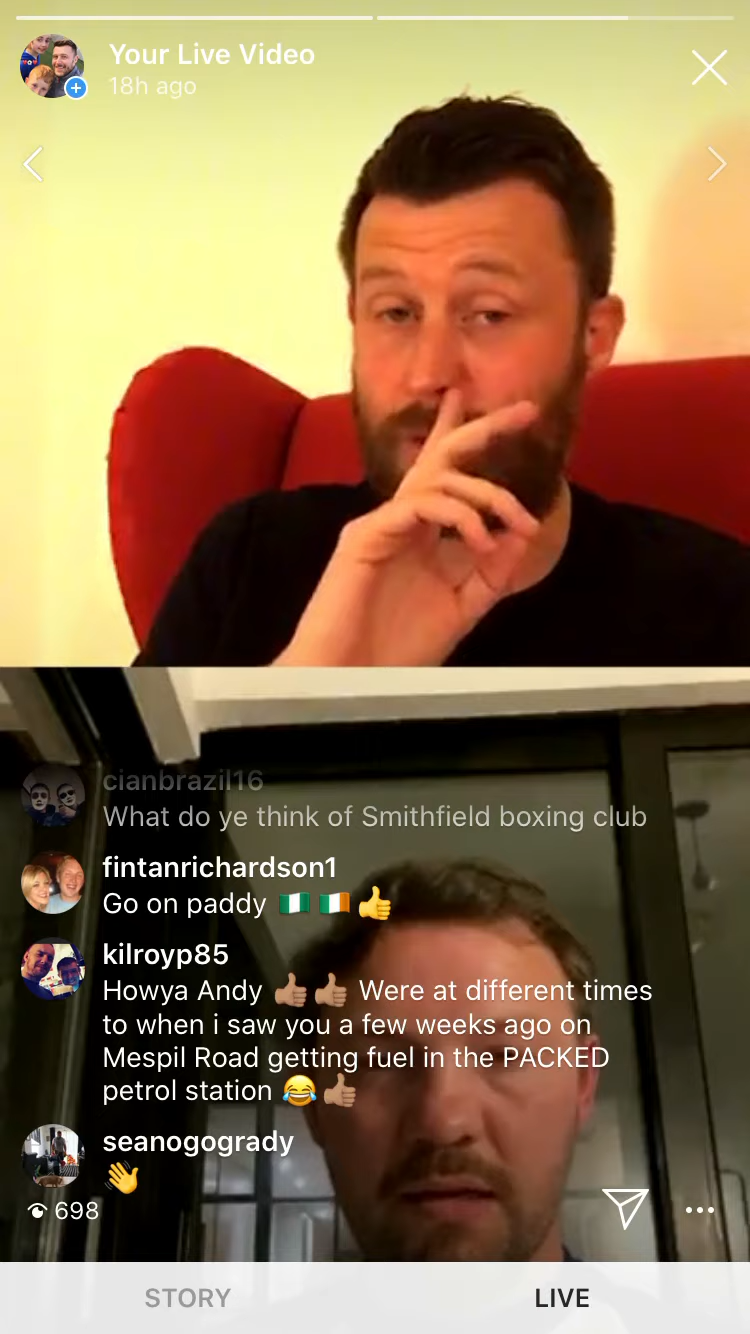 Your Live Video
18h ago
cianbrazil16
What do ye think of Smithfield boxing club
fintanrichardson1
Go on paddy 🇳🇬 🇮🇪 👍
kilroyp85
Howya Andy 👍🏽 👍🏽 Were at different times
to when i saw you a few weeks ago on
Mespil Road getting fuel in the PACKED
petrol station 😂 👍🏽
seanogogrady
👋
698
STORY
LIVE